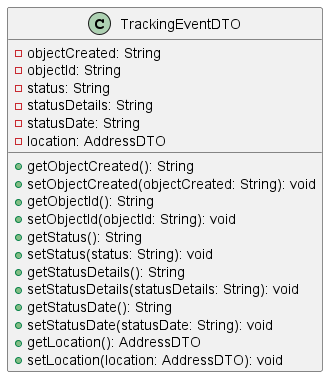 C TrackingEventDTO
objectCreated: String
objectId: String
status: String
statusDetails: String
statusDate: String
location: AddressDTO
getObjectCreated(): String
setObjectCreated(objectCreated: String): void
getObjectId(): String
setObjectId(objectId: String): void
getStatus(): String
setStatus(status: String): void
getStatusDetails(): String
setStatusDetails(statusDetails: String): void
getStatusDate(): String
setStatusDate(statusDate: String): void
getLocation(): AddressDTO
setLocation(location: AddressDTO): void